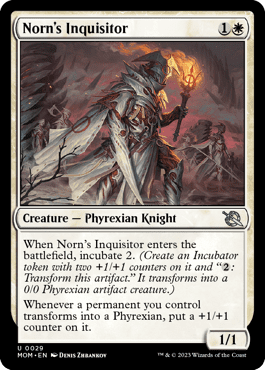 Norn's Inquisitor 1
Creature — Phyrexian Knight
When Norn's Inquisitor enters the
battlefield, incubate 2. (Create an Incubator
token with two +1/+1 counters on it and “2:
Transform this artifact.” It transforms into a
0/0 Phyrexian artifact creature.)
Whenever a permanent you control
transforms into a Phyrexian, put a +1/+1
counter on it.
1/1
U 0029
MOM • EN DENIS ZHBANKOV
™ & © 2023 Wizards of the Coast